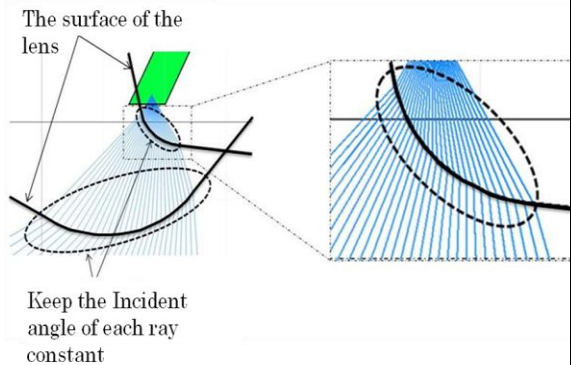 The surface of the
lens
Keep the Incident
angle of each ray
constant